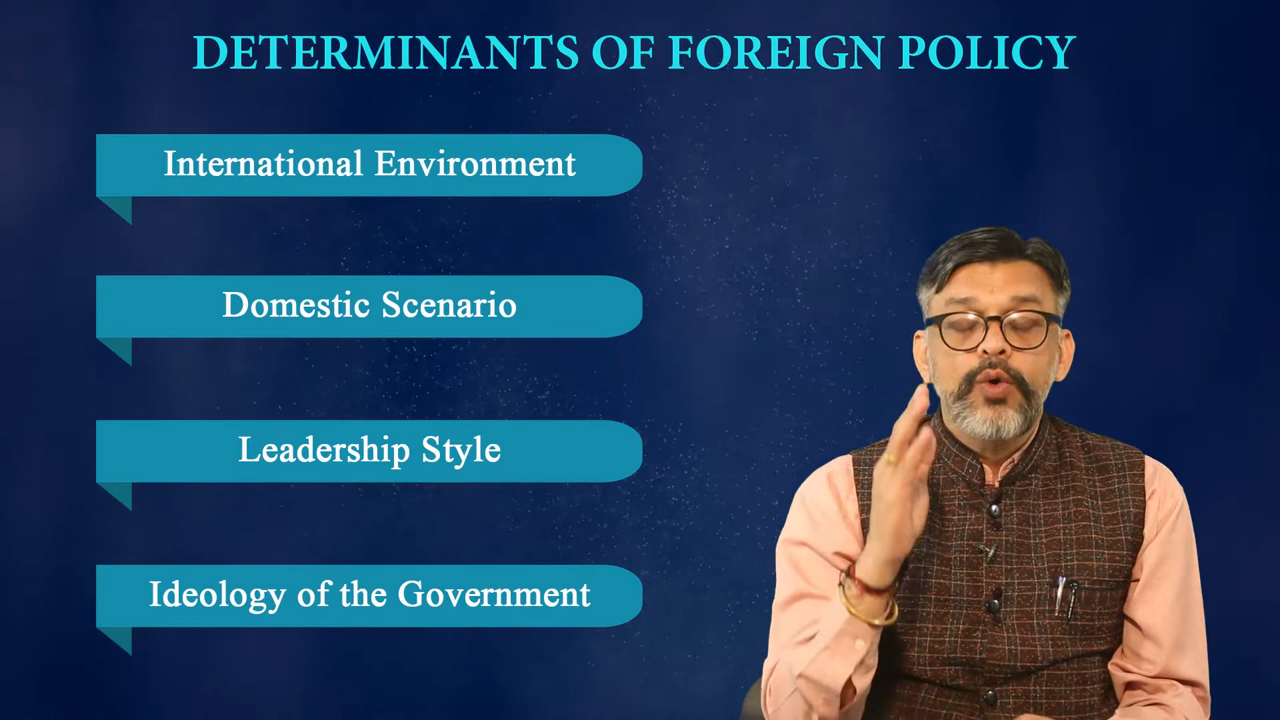 DETERMINANTS OF FOREIGN POLICY
International Environment
Domestic Scenario
Leadership Style
Ideology of the Government